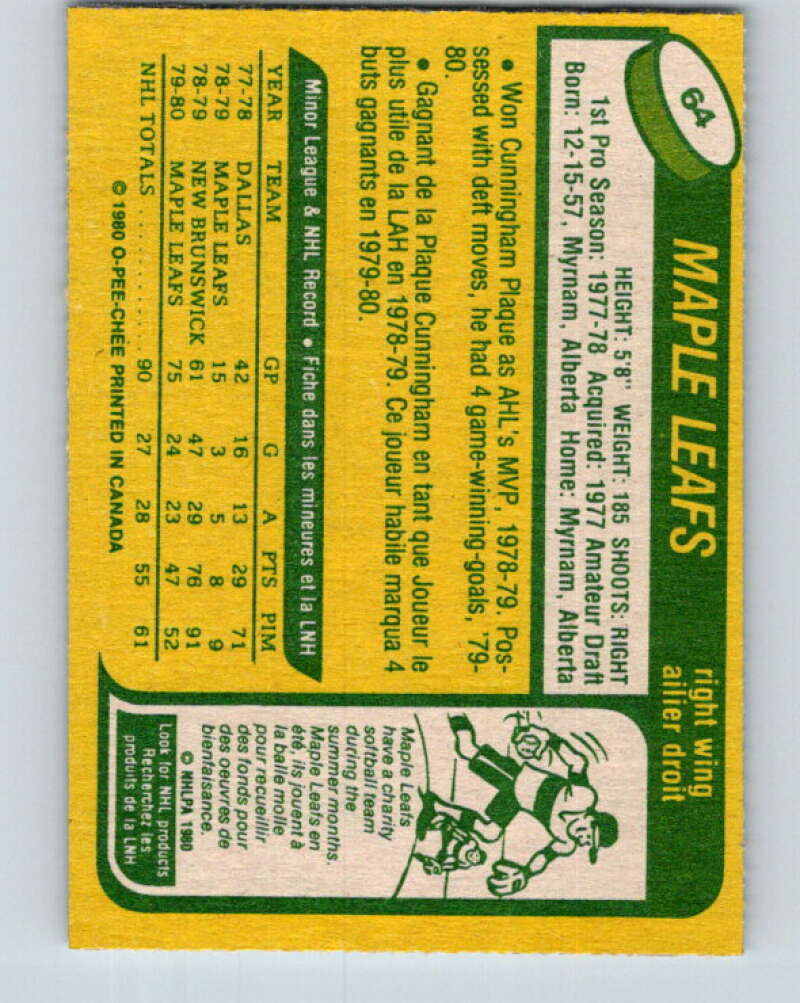 64
MAPLE LEAFS
right wing
ailier droit
HEIGHT: 5'8" WEIGHT: 185 SHOOTS: RIGHT
1st Pro Season: 1977-78 Acquired: 1977 Amateur Draft
Born: 12-15-57, Myrnam, Alberta Home: Myrnam, Alberta
• Won Cunningham Plaque as AHL's MVP, 1978-79. Pos-
sessed with deft moves, he had 4 game-winning-goals, '79-
80.
• Gagnant de la Plaque Cunningham en tant que Joueur le
plus utile de la LAH en 1978-79. Ce joueur habile marqua 4
buts gagnants en 1979-80.
Minor League & NHL Record • Fiche dans les mineures et la LNH
YEAR TEAM GP G A PTS PIM
77-78 DALLAS 42 16 13 29 71
78-79 MAPLE LEAFS 15 3 5 8 9
78-79 NEW BRUNSWICK 61 47 29 76 91
79-80 MAPLE LEAFS 75 24 23 47 52
NHL TOTALS . . . . . . . . . . . 90 27 28 55 61
© 1980 O-PEE-CHEE PRINTED IN CANADA
Maple Leafs
have a charity
softball team
during the
summer months.
Maple Leafs en
été, ils jouent à
la balle molle
pour recueillir
des fonds pour
des oeuvres de
bienfaisance.
© NHLPA 1980
Look for NHL products
Recherchez les
produits de la LNH